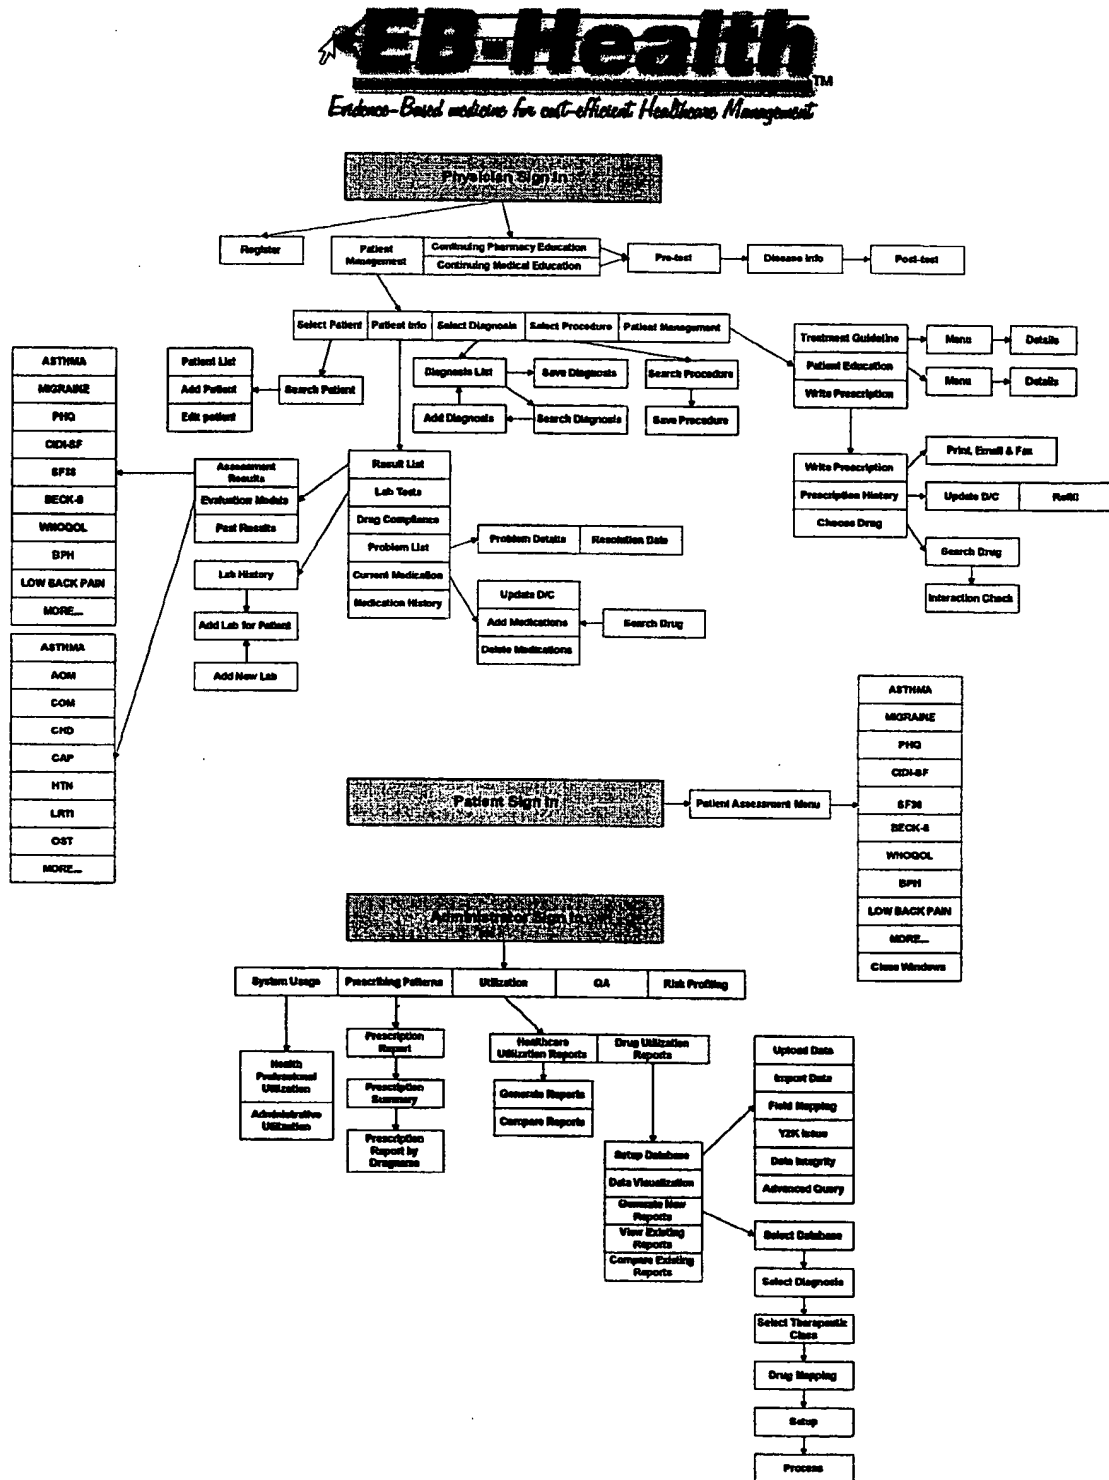 EB-Health
TM
Evidence-Based medicine for cost-efficient Healthcare Management
Physician Sign In
Register
Patient
Management
Continuing Pharmacy Education
Continuing Medical Education
Pre-test
Disease Info
Post-test
Select Patient
Patient Info
Select Diagnosis
Select Procedure
Patient Management
Treatment Guideline
Patient Education
Write Prescription
Menu
Details
Menu
Details
Patient List
Add Patient
Edit patient
Search Patient
Diagnosis List
Save Diagnosis
Add Diagnosis
Search Diagnosis
Search Procedure
Save Procedure
ASTHMA
MIGRAINE
PHQ
CIDI-SF
SF36
BECK-S
WHOQOL
BPH
LOW BACK PAIN
MORE...
ASTHMA
AOM
COM
CHD
CAP
HTN
LRTI
OST
MORE...
Assessment
Results
Evaluation Models
Past Results
Lab History
Add Lab for Patient
Add New Lab
Result List
Lab Tests
Drug Compliance
Problem List
Current Medication
Medication History
Problem Details
Resolution Date
Update D/C
Add Medications
Delete Medications
Search Drug
Write Prescription
Prescription History
Choose Drug
Print, Email & Fax
Update D/C
Refill
Search Drug
Interaction Check
Patient Sign In
Patient Assessment Menu
ASTHMA
MIGRAINE
PHQ
CIDI-SF
SF36
BECK-S
WHOQOL
BPH
LOW BACK PAIN
MORE...
Close Windows
Administrator Sign In
System Usage
Prescribing Patterns
Utilization
QA
Risk Profiling
Health
Professional
Utilization
Administrative
Utilization
Prescription
Report
Prescription
Summary
Prescription
Report by
Drugname
Healthcare
Utilization Reports
Drug Utilization
Reports
Generate Reports
Compare Reports
Setup Database
Data Visualization
Generate New
Reports
View Existing
Reports
Compare Existing
Reports
Upload Data
Import Data
Field Mapping
Y2K Issue
Data Integrity
Advanced Query
Select Database
Select Diagnosis
Select Therapeutic
Class
Drug Mapping
Setup
Process